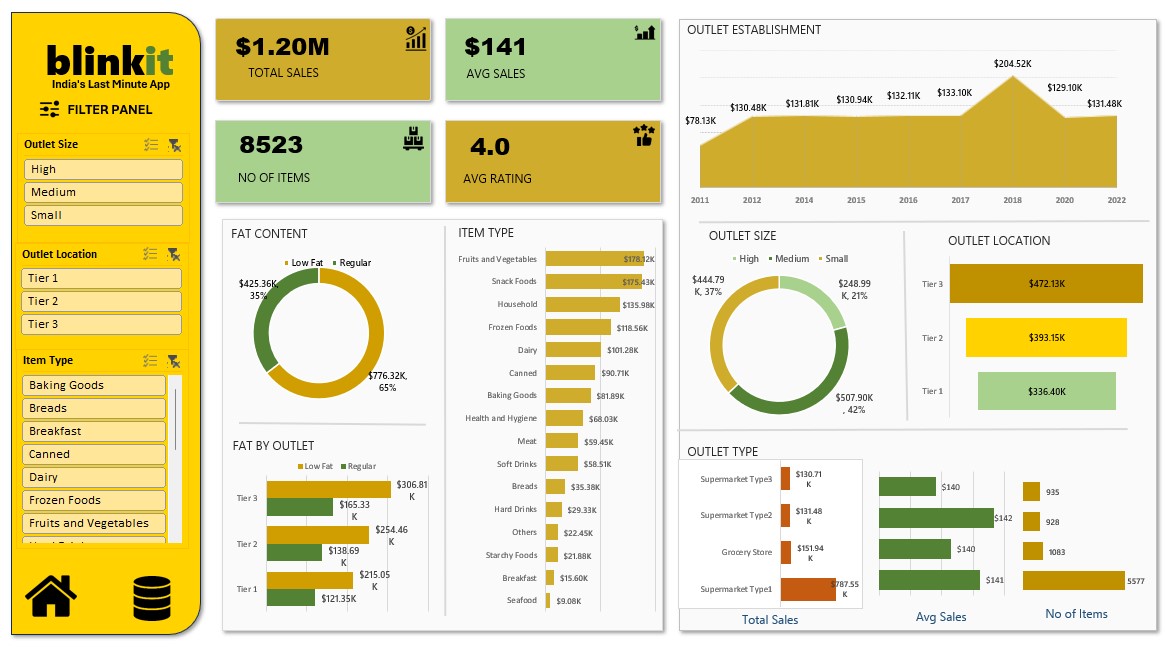 blinkit
India's Last Minute App
FILTER PANEL
Outlet Size
High
Medium
Small
Outlet Location
Tier 1
Tier 2
Tier 3
Item Type
Baking Goods
Breads
Breakfast
Canned
Dairy
Frozen Foods
Fruits and Vegetables
$1.20M
TOTAL SALES
$141
AVG SALES
8523
NO OF ITEMS
4.0
AVG RATING
FAT CONTENT
Low Fat Regular
$425.36K,
35%
$776.32K,
65%
FAT BY OUTLET
Low Fat Regular
Tier 3
$306.81
K
$165.33
K
Tier 2
$254.46
K
$138.69
K
Tier 1
$215.05
K
$121.35K
ITEM TYPE
Fruits and Vegetables $178.12K
Snack Foods $175.43K
Household $135.98K
Frozen Foods $118.56K
Dairy $101.28K
Canned $90.71K
Baking Goods $81.89K
Health and Hygiene $68.03K
Meat $59.45K
Soft Drinks $58.51K
Breads $35.38K
Hard Drinks $29.33K
Others $22.45K
Starchy Foods $21.88K
Breakfast $15.60K
Seafood $9.08K
OUTLET ESTABLISHMENT
$78.13K $130.48K $131.81K $130.94K $132.11K $133.10K $204.52K $129.10K $131.48K
2011 2012 2014 2015 2016 2017 2018 2020 2022
OUTLET SIZE
High Medium Small
$444.79
K, 37%
$248.99
K, 21%
$507.90K
, 42%
OUTLET LOCATION
Tier 3 $472.13K
Tier 2 $393.15K
Tier 1 $336.40K
OUTLET TYPE
Supermarket Type3 $130.71
K
Supermarket Type2 $131.48
K
Grocery Store $151.94
K
Supermarket Type1 $787.55
K
Total Sales
$140
$142
$140
$141
Avg Sales
935
928
1083
5577
No of Items